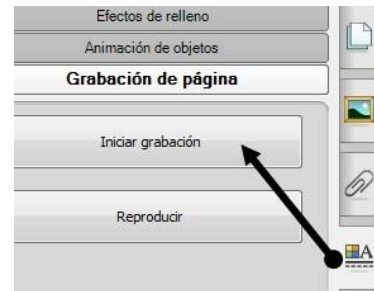 Efectos de relleno
Animación de objetos
Grabación de página
Iniciar grabación
Reproducir
A